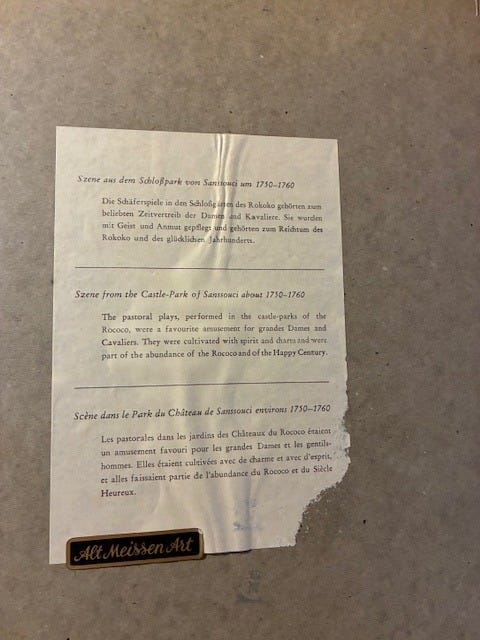 Szene aus dem Schloßpark von Sanssouci um 1750–1760
Die Schäferspiele in den Schloßgärten des Rokoko gehörten zum
beliebten Zeitvertreib der Damen und Kavaliere. Sie wurden
mit Geist und Anmut gepflegt und gehörten zum Reichtum des
Rokoko und des glücklichen Jahrhunderts.
Szene from the Castle-Park of Sanssouci about 1750–1760
The pastoral plays, performed in the castle-parks of the
Rococo, were a favourite amusement for grandes Dames and
Cavaliers. They were cultivated with spirit and charm and were
part of the abundance of the Rococo and of the Happy Century.
Scène dans le Park du Château de Sanssouci environs 1750–1760
Les pastorales dans les jardins des Châteaux du Rococo étaient
un amusement favouri pour les grandes Dames et les gentils-
hommes. Elles étaient cultivées avec de charme et avec d'esprit,
et alles faissaient partie de l'abundance du Rococo et du Siècle
Heureux.
Alt Meissen Art